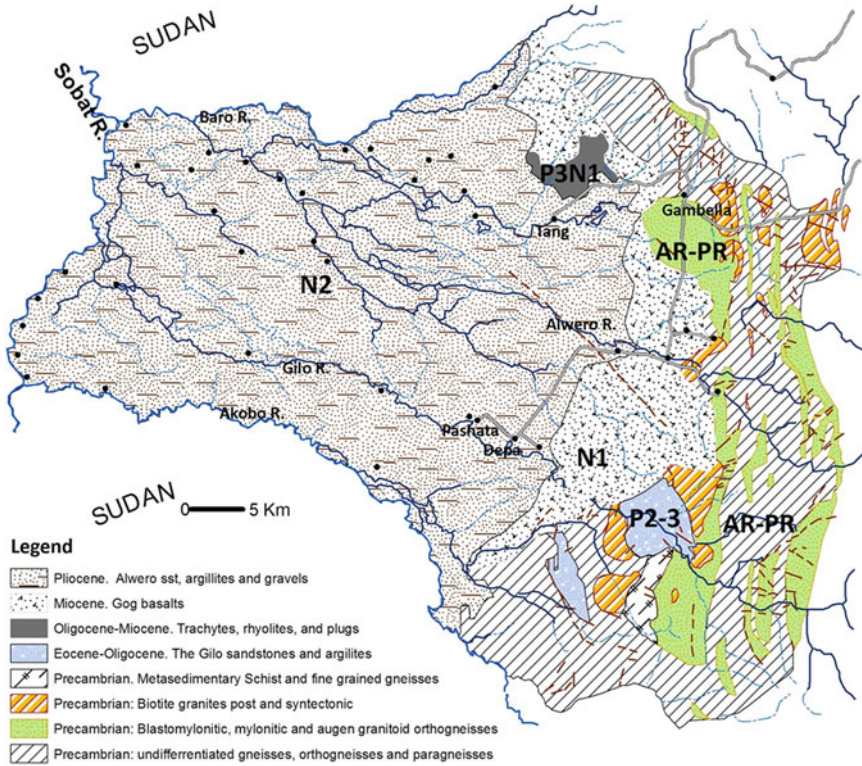 SUDAN
Sobat R.
Baro R.
P3N1
Gambella
Tang
AR-PR
N2
Alwero R.
Gilo R.
Akobo R.
Pashata
Depa
N1
SUDAN
0 5 Km
P2-3
AR-PR
Legend
Pliocene. Alwero sst, argillites and gravels
Miocene. Gog basalts
Oligocene-Miocene. Trachytes, rhyolites, and plugs
Eocene-Oligocene. The Gilo sandstones and argilites
Precambrian. Metasedimentary Schist and fine grained gneisses
Precambrian: Biotite granites post and syntectonic
Precambrian: Blastomylonitic, mylonitic and augen granitoid orthogneisses
Precambrian: undifferentiated gneisses, orthogneisses and paragneisses